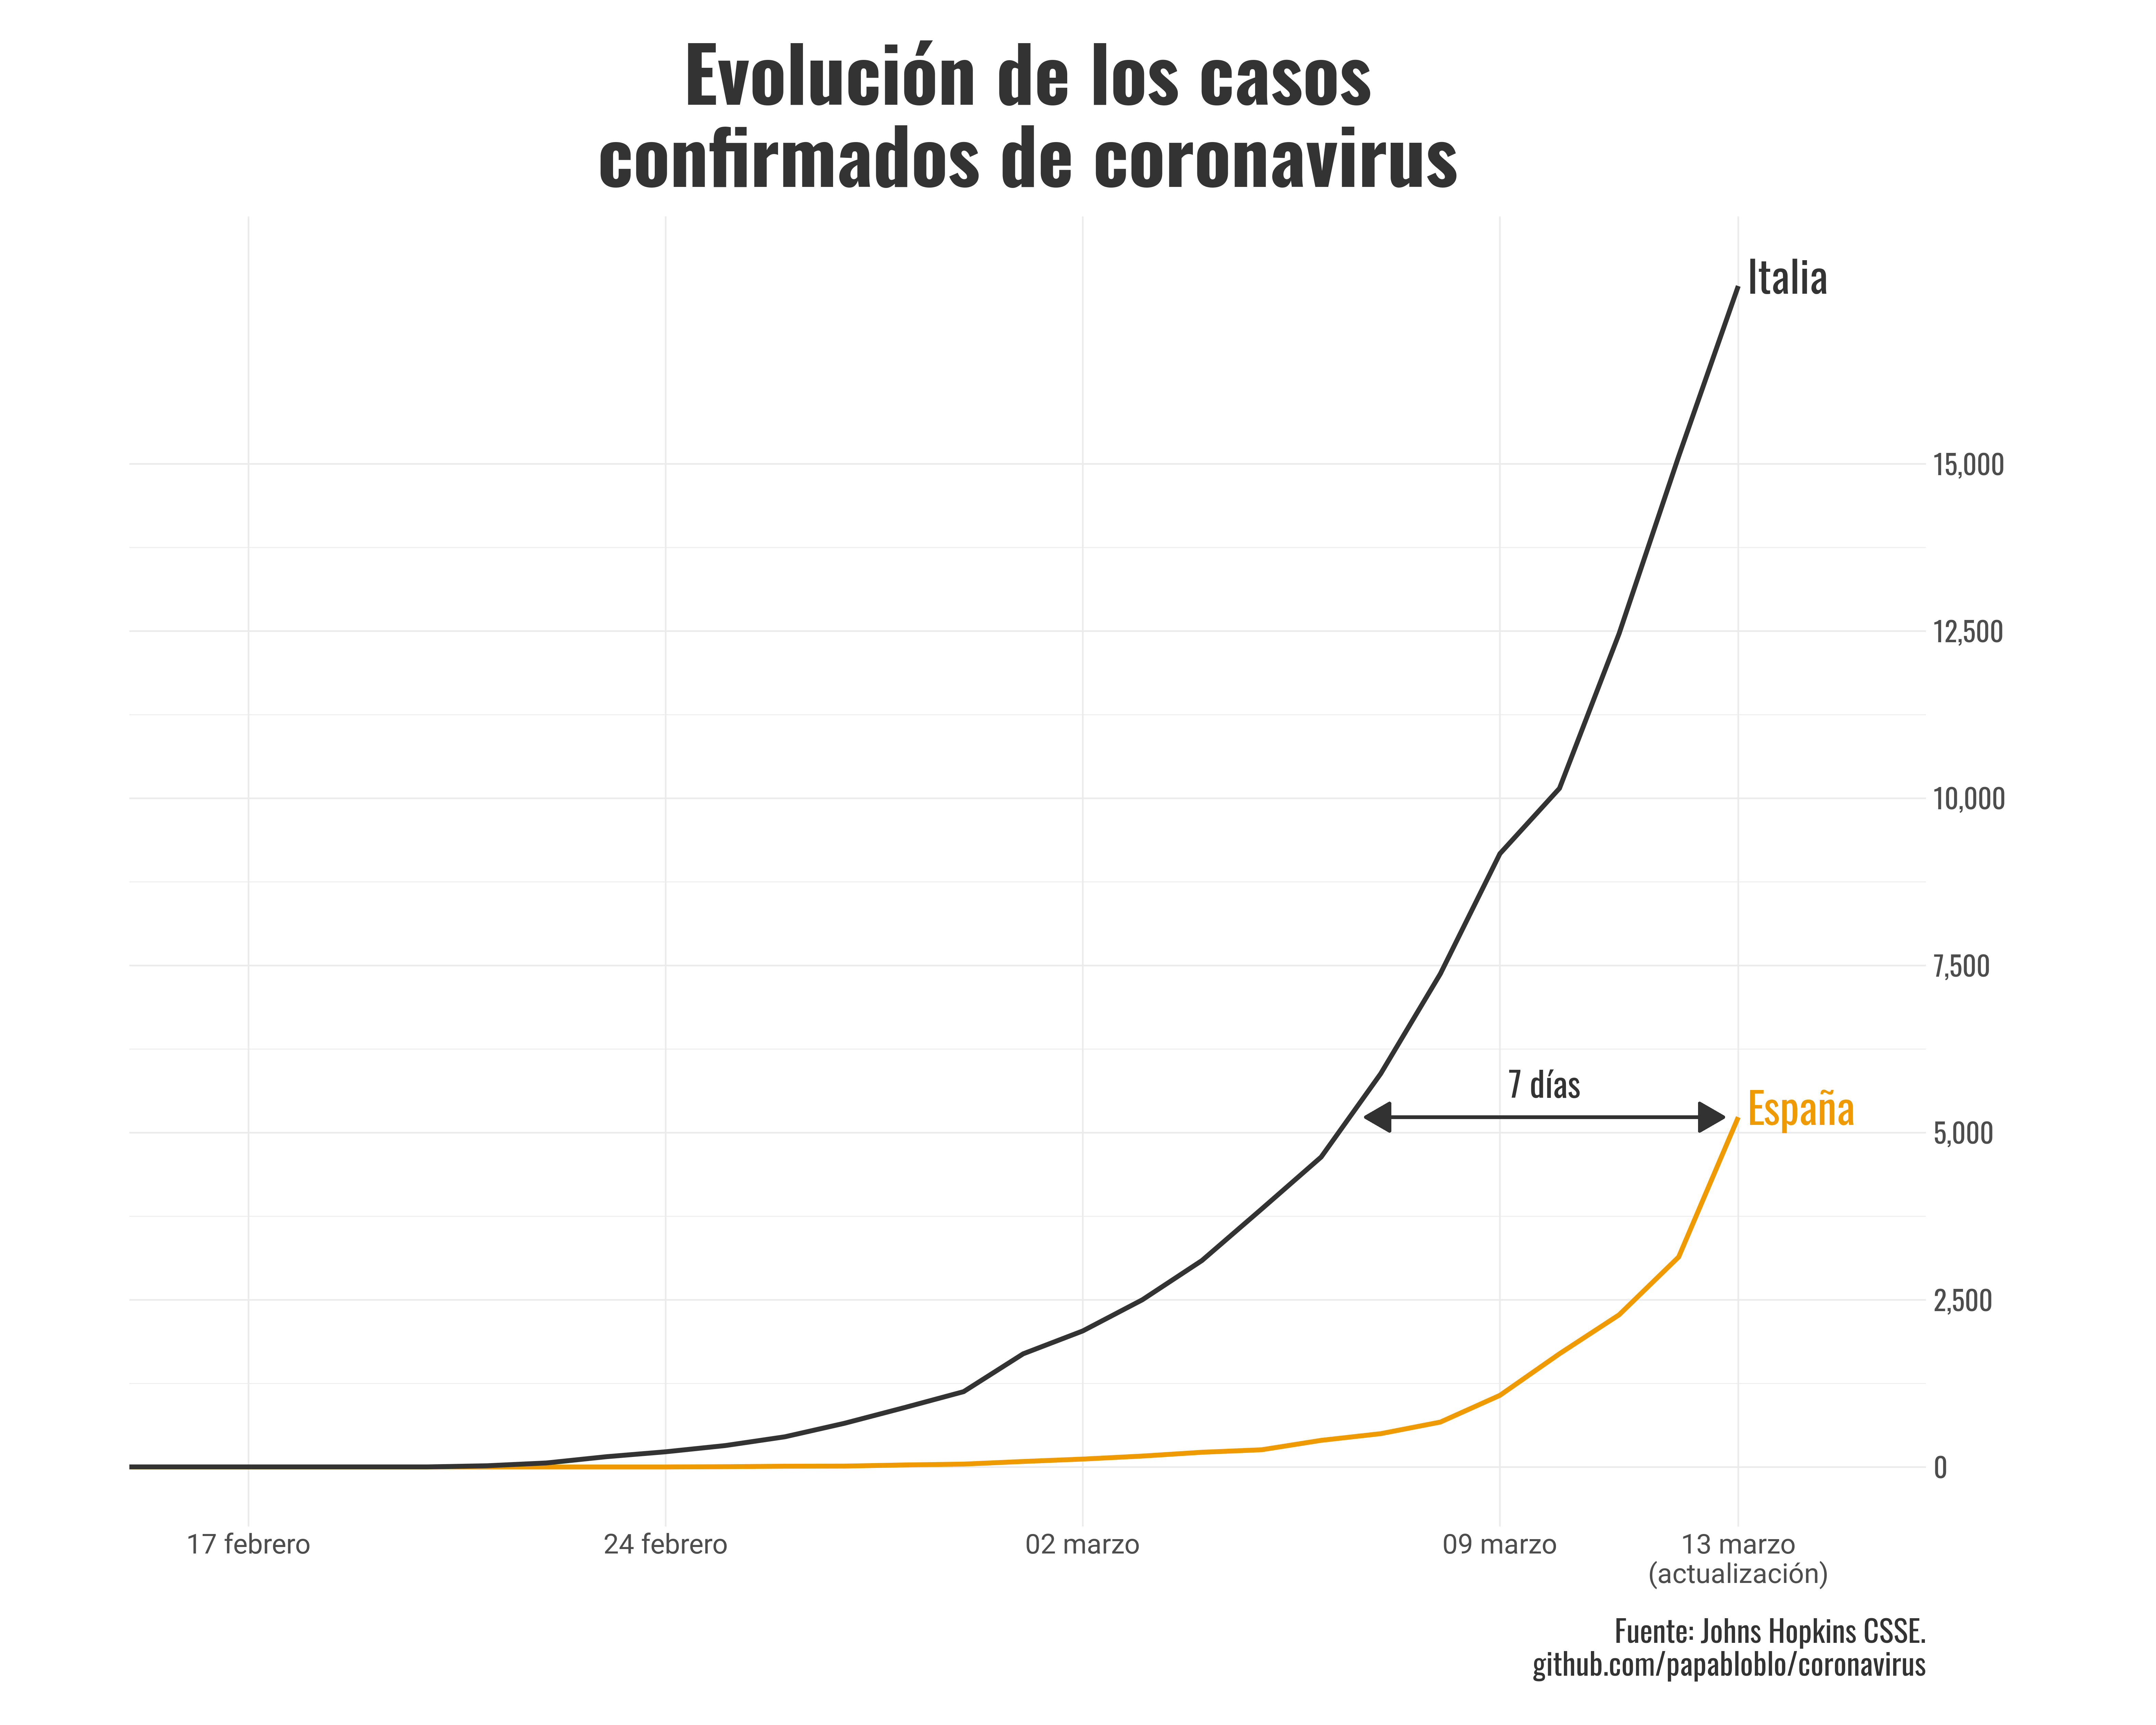 Evolución de los casos
confirmados de coronavirus
Italia
15,000
12,500
10,000
7,500
7 días
España
5,000
2,500
0
17 febrero
24 febrero
02 marzo
09 marzo
13 marzo
(actualización)
Fuente: Johns Hopkins CSSE.
github.com/papabloblo/coronavirus